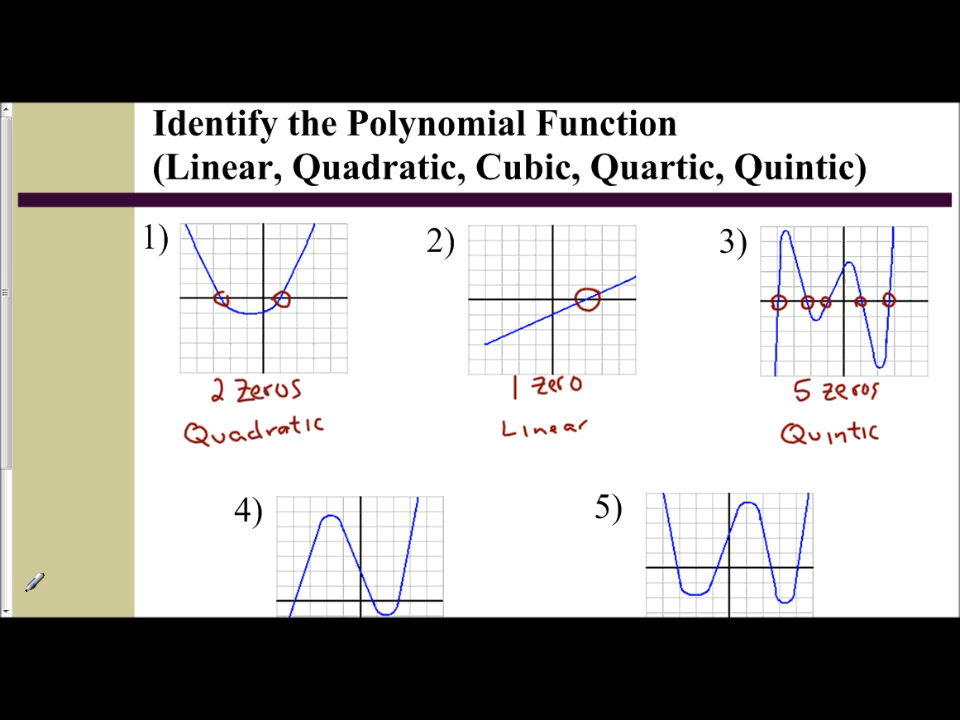 Identify the Polynomial Function
(Linear, Quadratic, Cubic, Quartic, Quintic)
1)
2)
3)
2 Zeros
1 Zero
5 Zeros
Quadratic
Linear
Quintic
4)
5)